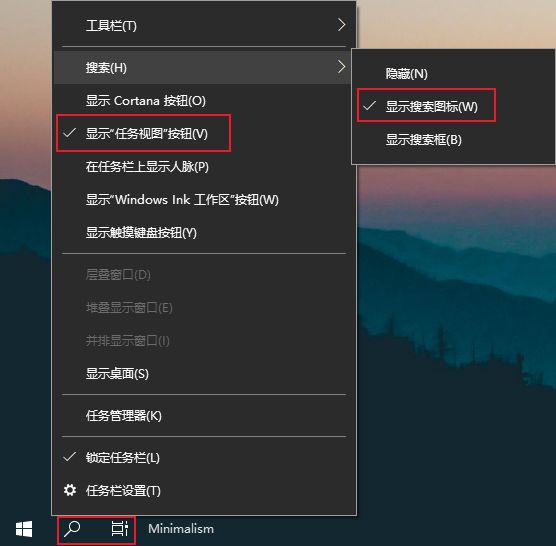 工具栏(T)
搜索(H)
隐藏(N)
显示 Cortana 按钮(O)
显示搜索图标(W)
显示“任务视图”按钮(V)
显示搜索框(B)
在任务栏上显示人脉(P)
显示“Windows Ink 工作区”按钮(W)
显示触摸键盘按钮(Y)
层叠窗口(D)
堆叠显示窗口(E)
并排显示窗口(I)
显示桌面(S)
任务管理器(K)
锁定任务栏(L)
任务栏设置(T)
Minimalism